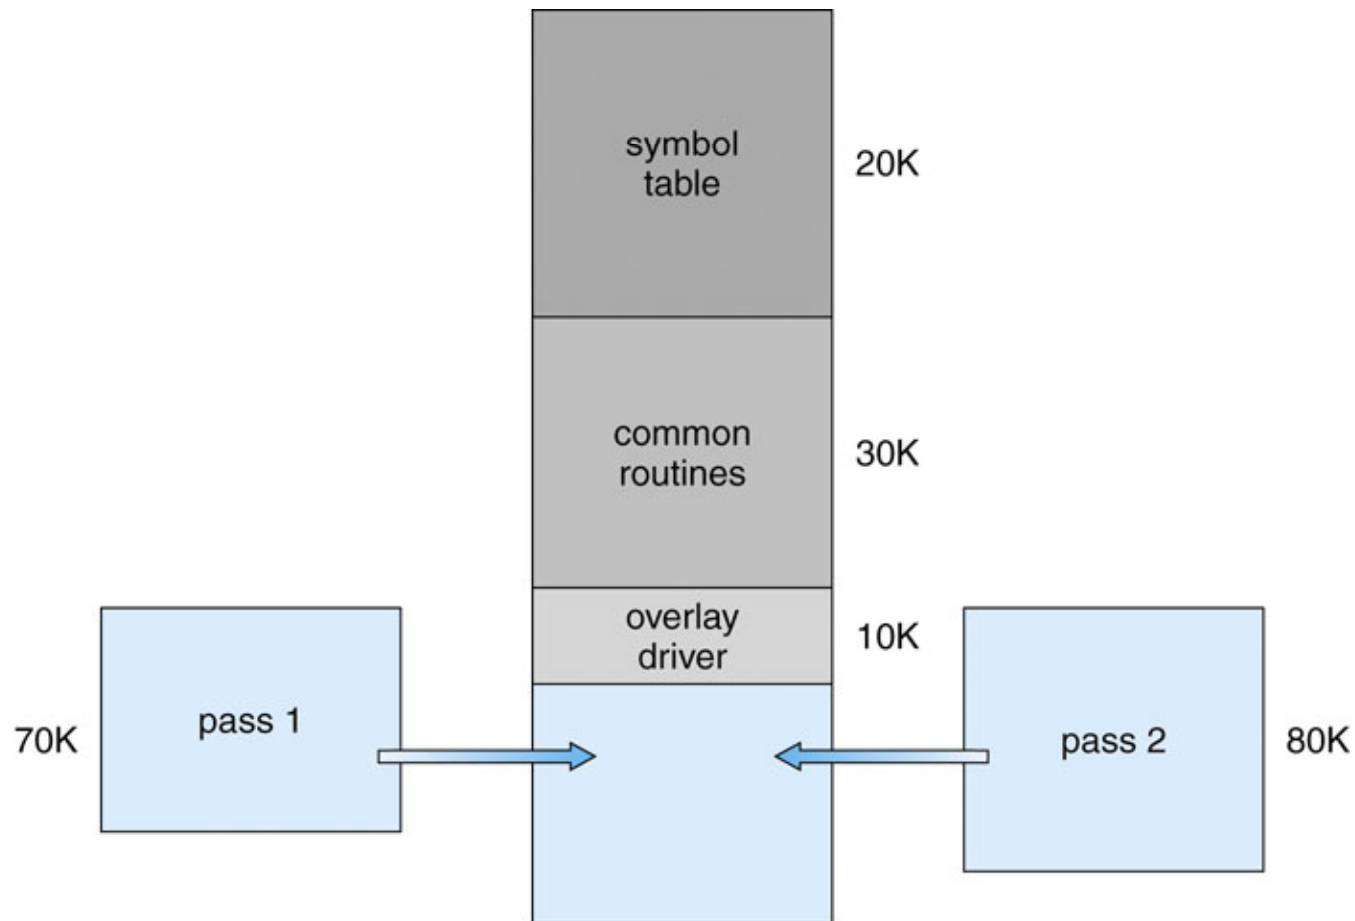 symbol
table
20K
common
routines
30K
overlay
driver
10K
pass 1
70K
pass 2
80K